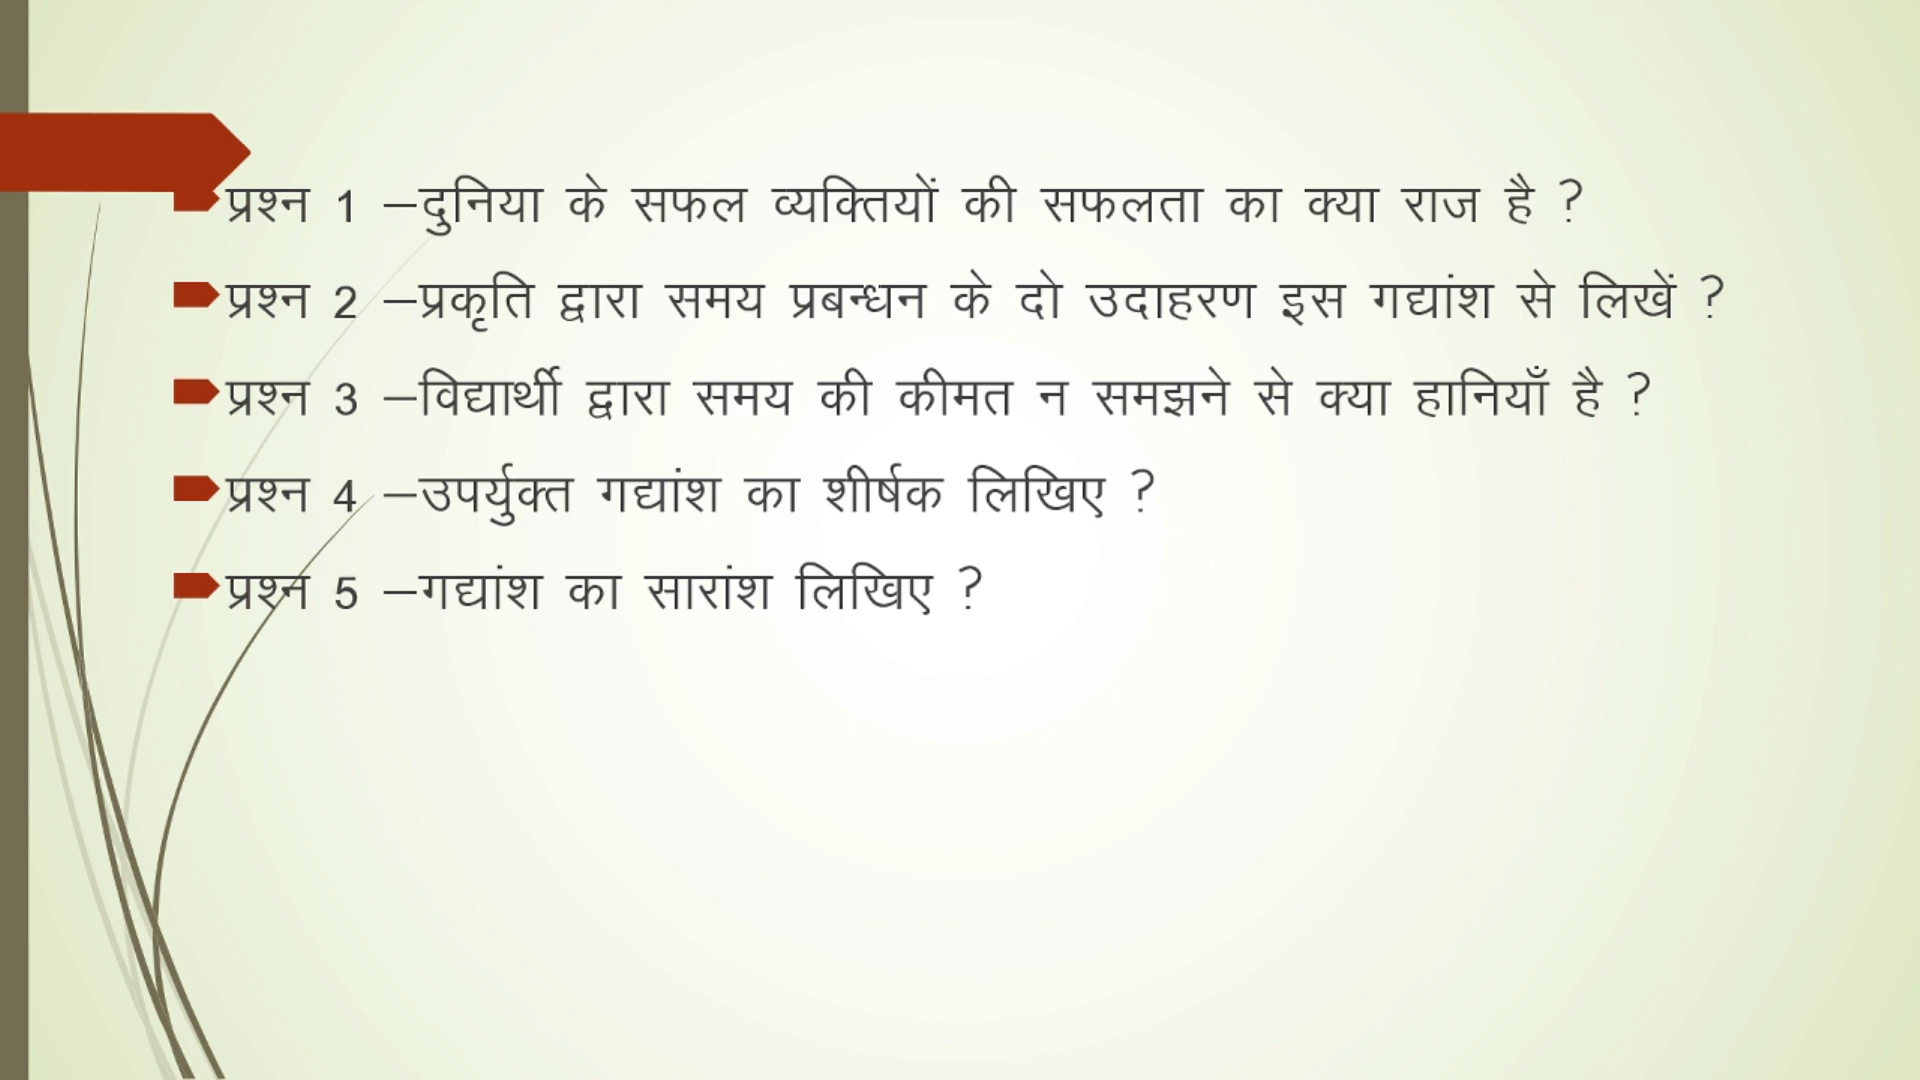 प्रश्न 1 –दुनिया के सफल व्यक्तियों की सफलता का क्या राज है ?
प्रश्न 2 –प्रकृति द्वारा समय प्रबन्धन के दो उदाहरण इस गद्यांश से लिखें ?
प्रश्न 3 –विद्यार्थी द्वारा समय की कीमत न समझने से क्या हानियाँ है ?
प्रश्न 4 –उपर्युक्त गद्यांश का शीर्षक लिखिए ?
प्रश्न 5 –गद्यांश का सारांश लिखिए ?